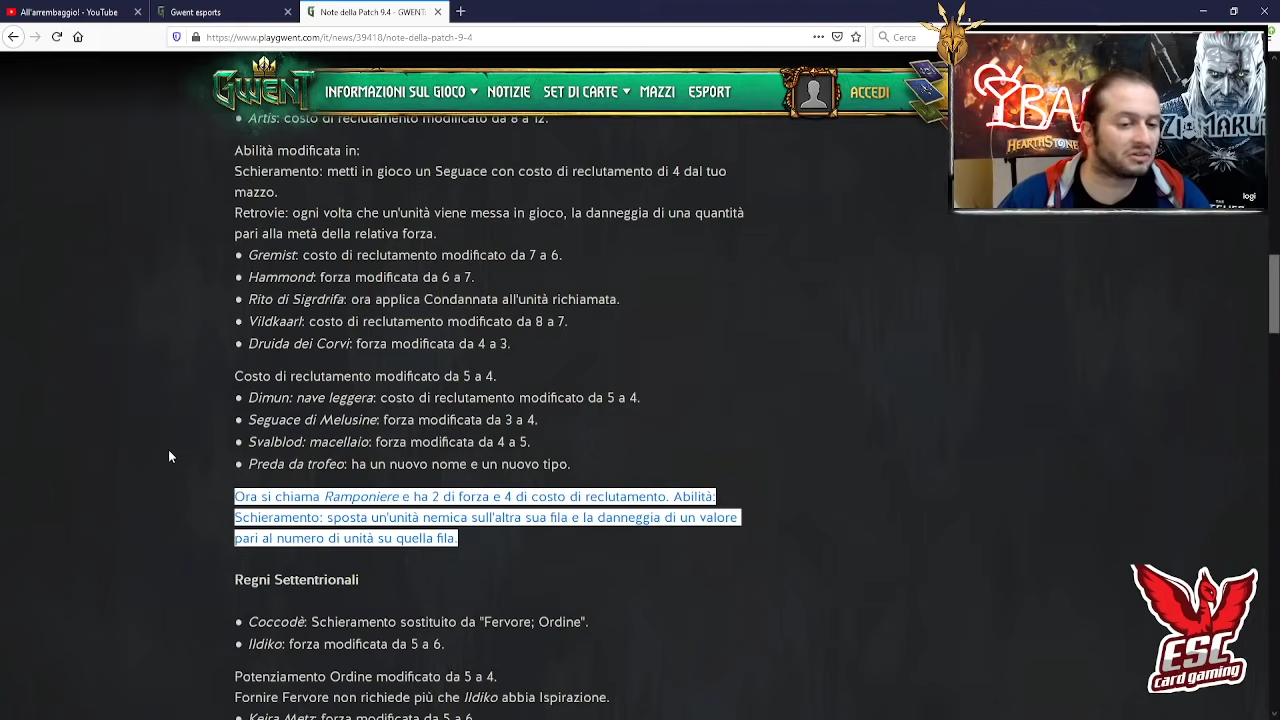 All'arrembaggio! - YouTube
Gwent esports
Note della Patch 9.4 - GWENT:
https://www.playgwent.com/it/news/39418/note-della-patch-9-4
Cerca
GWENT
INFORMAZIONI SUL GIOCO
NOTIZIE
SET DI CARTE
MAZZI
ESPORT
ACCEDI
• Artis: costo di reclutamento modificato da 8 a 12.
Abilità modificata in:
Schieramento: metti in gioco un Seguace con costo di reclutamento di 4 dal tuo
mazzo.
Retrovie: ogni volta che un'unità viene messa in gioco, la danneggia di una quantità
pari alla metà della relativa forza.
• Gremist: costo di reclutamento modificato da 7 a 6.
• Hammond: forza modificata da 6 a 7.
• Rito di Sigrdrifa: ora applica Condannata all'unità richiamata.
• Vildkaarl: costo di reclutamento modificato da 8 a 7.
• Druida dei Corvi: forza modificata da 4 a 3.
Costo di reclutamento modificato da 5 a 4.
• Dimun: nave leggera: costo di reclutamento modificato da 5 a 4.
• Seguace di Melusine: forza modificata da 3 a 4.
• Svalblod: macellaio: forza modificata da 4 a 5.
• Preda da trofeo: ha un nuovo nome e un nuovo tipo.
Ora si chiama Ramponiere e ha 2 di forza e 4 di costo di reclutamento. Abilità:
Schieramento: sposta un'unità nemica sull'altra sua fila e la danneggia di un valore
pari al numero di unità su quella fila.
Regni Settentrionali
• Coccodè: Schieramento sostituito da "Fervore; Ordine".
• Ildiko: forza modificata da 5 a 6.
Potenziamento Ordine modificato da 5 a 4.
Fornire Fervore non richiede più che Ildiko abbia Ispirazione.
• Keira Metz: forza modificata da 5 a 6.
HEARTHSTONE
logi
THE
ESC
card gaming